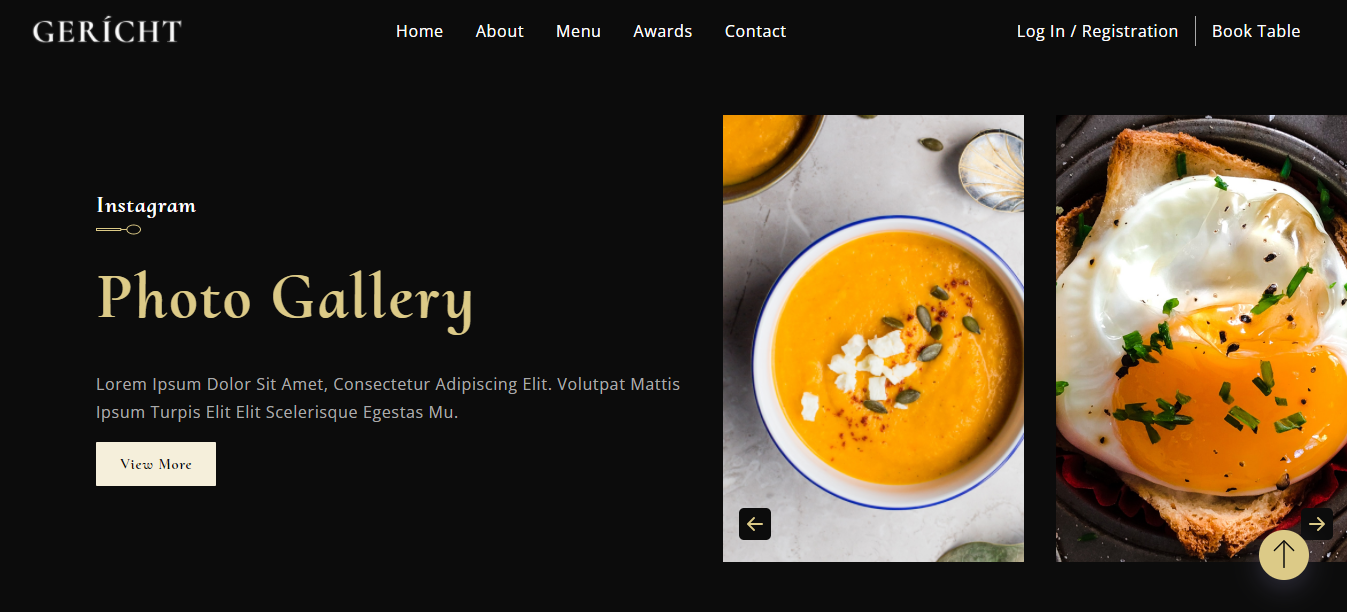 GERÍCHT
Home
About
Menu
Awards
Contact
Log In / Registration
Book Table
Instagram
Photo Gallery
Lorem Ipsum Dolor Sit Amet, Consectetur Adipiscing Elit. Volutpat Mattis
Ipsum Turpis Elit Elit Scelerisque Egestas Mu.
View More